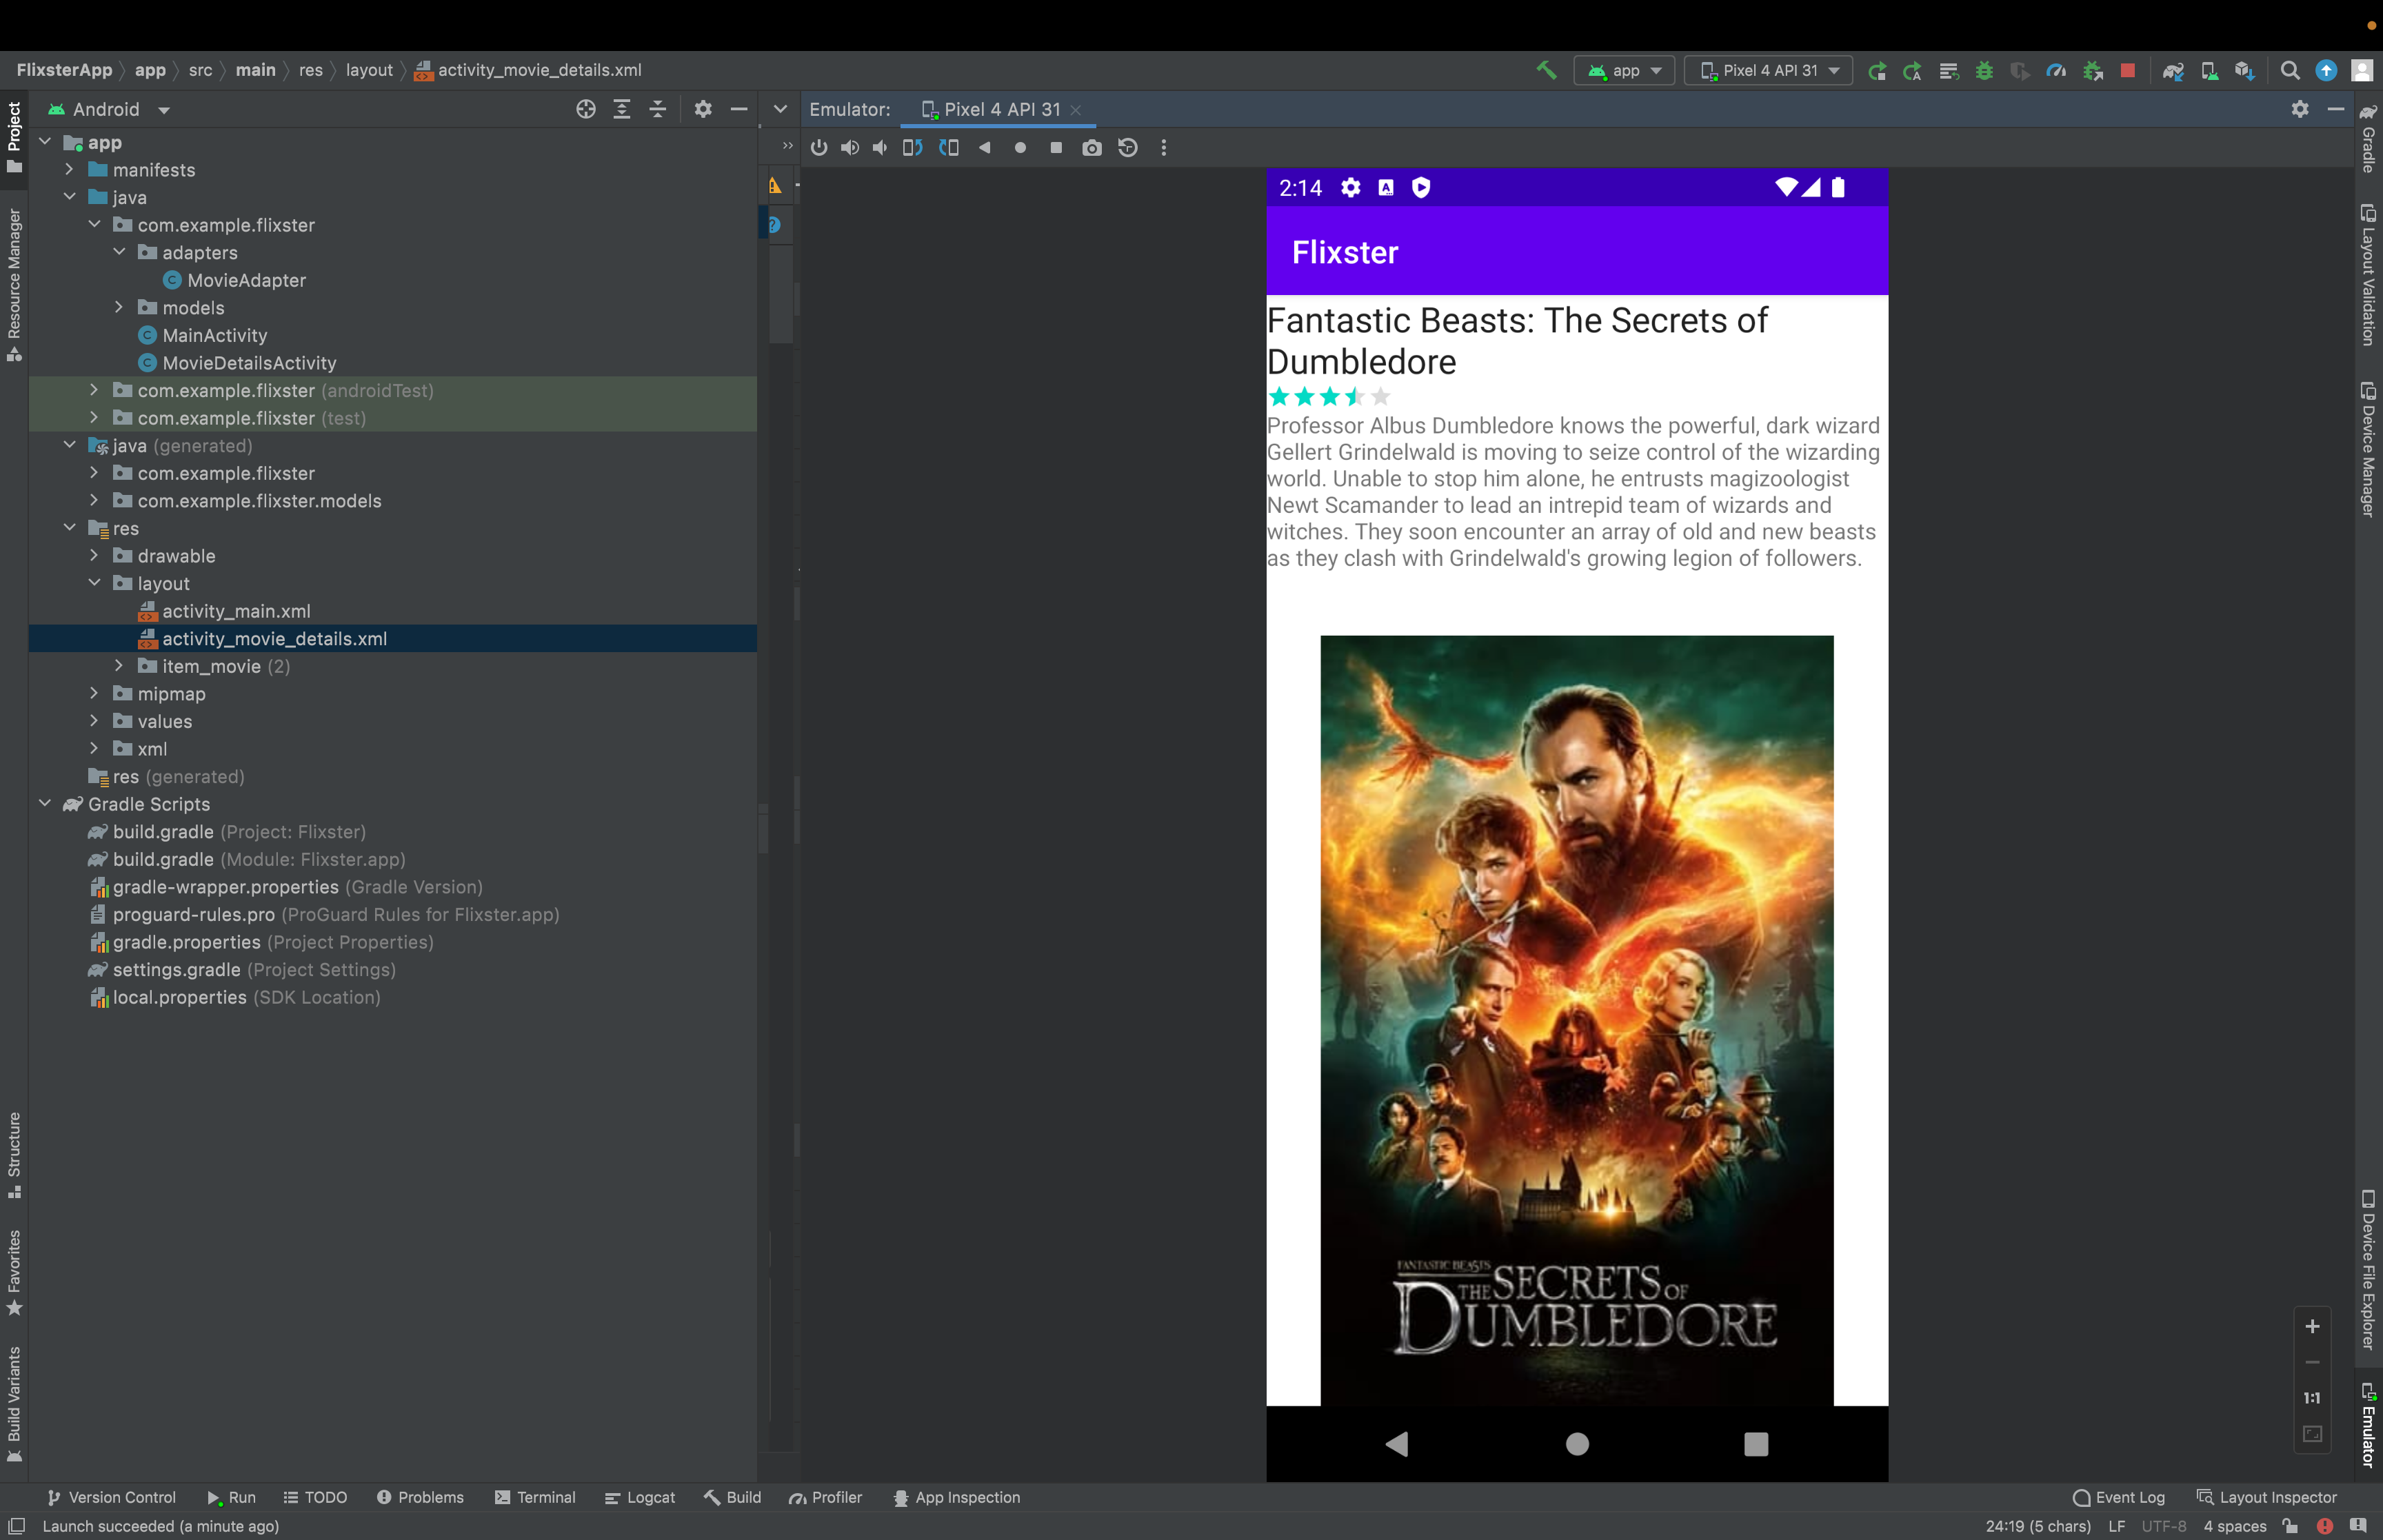 FlixsterApp app src main res layout activity_movie_details.xml
app
Pixel 4 API 31
Android
Emulator: Pixel 4 API 31
Project
Resource Manager
Structure
Favorites
Build Variants
app
manifests
java
com.example.flixster
adapters
MovieAdapter
models
MainActivity
MovieDetailsActivity
com.example.flixster (androidTest)
com.example.flixster (test)
java (generated)
com.example.flixster
com.example.flixster.models
res
drawable
layout
activity_main.xml
activity_movie_details.xml
item_movie (2)
mipmap
values
xml
res (generated)
Gradle Scripts
build.gradle (Project: Flixster)
build.gradle (Module: Flixster.app)
gradle-wrapper.properties (Gradle Version)
proguard-rules.pro (ProGuard Rules for Flixster.app)
gradle.properties (Project Properties)
settings.gradle (Project Settings)
local.properties (SDK Location)
2:14
Flixster
Fantastic Beasts: The Secrets of
Dumbledore
Professor Albus Dumbledore knows the powerful, dark wizard
Gellert Grindelwald is moving to seize control of the wizarding
world. Unable to stop him alone, he entrusts magizoologist
Newt Scamander to lead an intrepid team of wizards and
witches. They soon encounter an array of old and new beasts
as they clash with Grindelwald's growing legion of followers.
FANTASTIC BEASTS
THE SECRETS OF
DUMBLEDORE
1:1
Gradle
Layout Validation
Device Manager
Device File Explorer
Emulator
Version Control Run TODO Problems Terminal Logcat Build Profiler App Inspection
Event Log Layout Inspector
Launch succeeded (a minute ago)
24:19 (5 chars) LF UTF-8 4 spaces